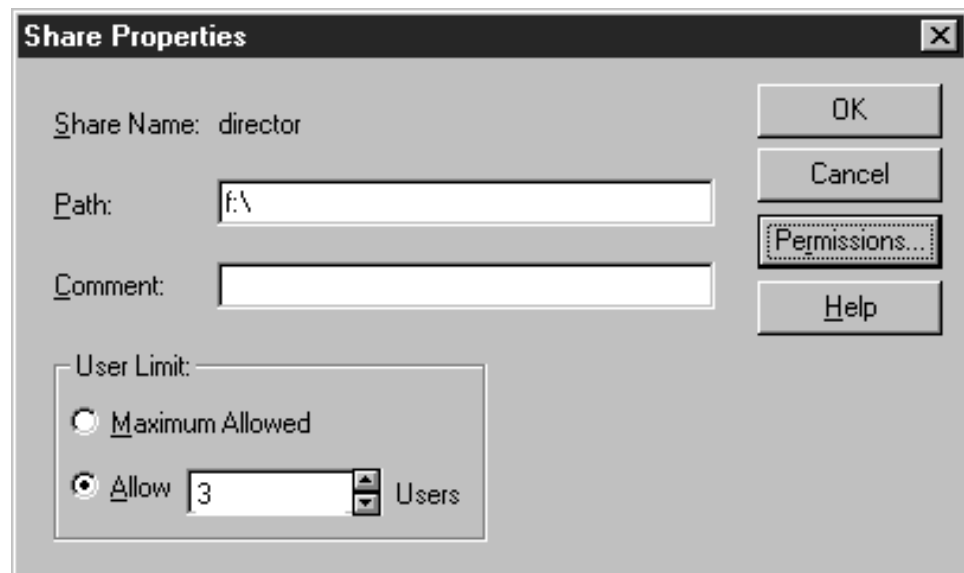 Share Properties
Share Name: director
OK
Path: f:\
Cancel
Permissions...
Comment:
Help
User Limit:
Maximum Allowed
Allow 3 Users